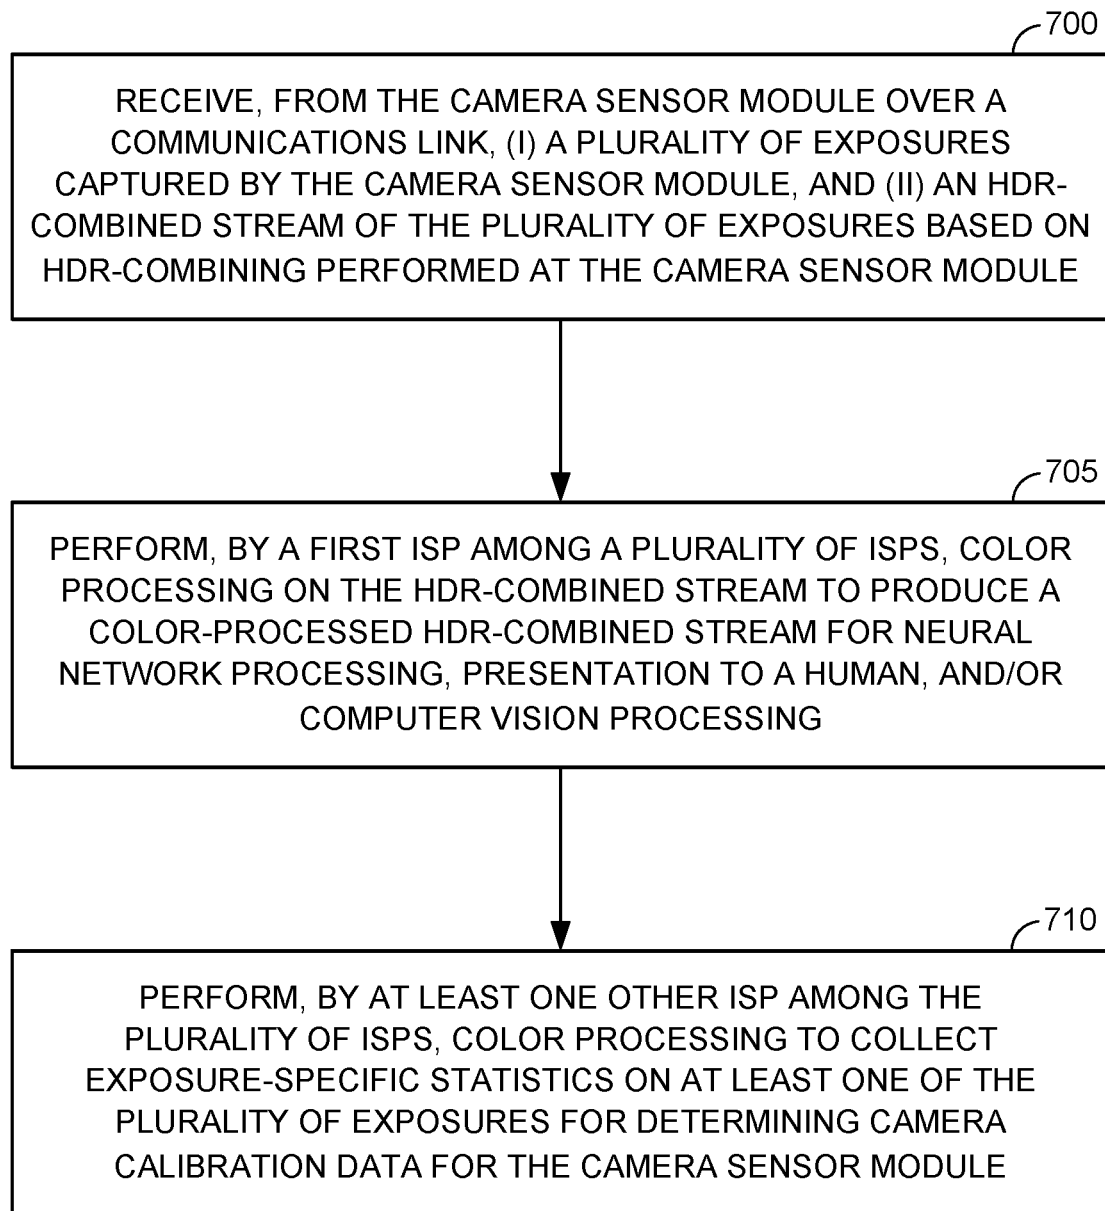 700
RECEIVE, FROM THE CAMERA SENSOR MODULE OVER A
COMMUNICATIONS LINK, (I) A PLURALITY OF EXPOSURES
CAPTURED BY THE CAMERA SENSOR MODULE, AND (II) AN HDR-
COMBINED STREAM OF THE PLURALITY OF EXPOSURES BASED ON
HDR-COMBINING PERFORMED AT THE CAMERA SENSOR MODULE
705
PERFORM, BY A FIRST ISP AMONG A PLURALITY OF ISPS, COLOR
PROCESSING ON THE HDR-COMBINED STREAM TO PRODUCE A
COLOR-PROCESSED HDR-COMBINED STREAM FOR NEURAL
NETWORK PROCESSING, PRESENTATION TO A HUMAN, AND/OR
COMPUTER VISION PROCESSING
710
PERFORM, BY AT LEAST ONE OTHER ISP AMONG THE
PLURALITY OF ISPS, COLOR PROCESSING TO COLLECT
EXPOSURE-SPECIFIC STATISTICS ON AT LEAST ONE OF THE
PLURALITY OF EXPOSURES FOR DETERMINING CAMERA
CALIBRATION DATA FOR THE CAMERA SENSOR MODULE